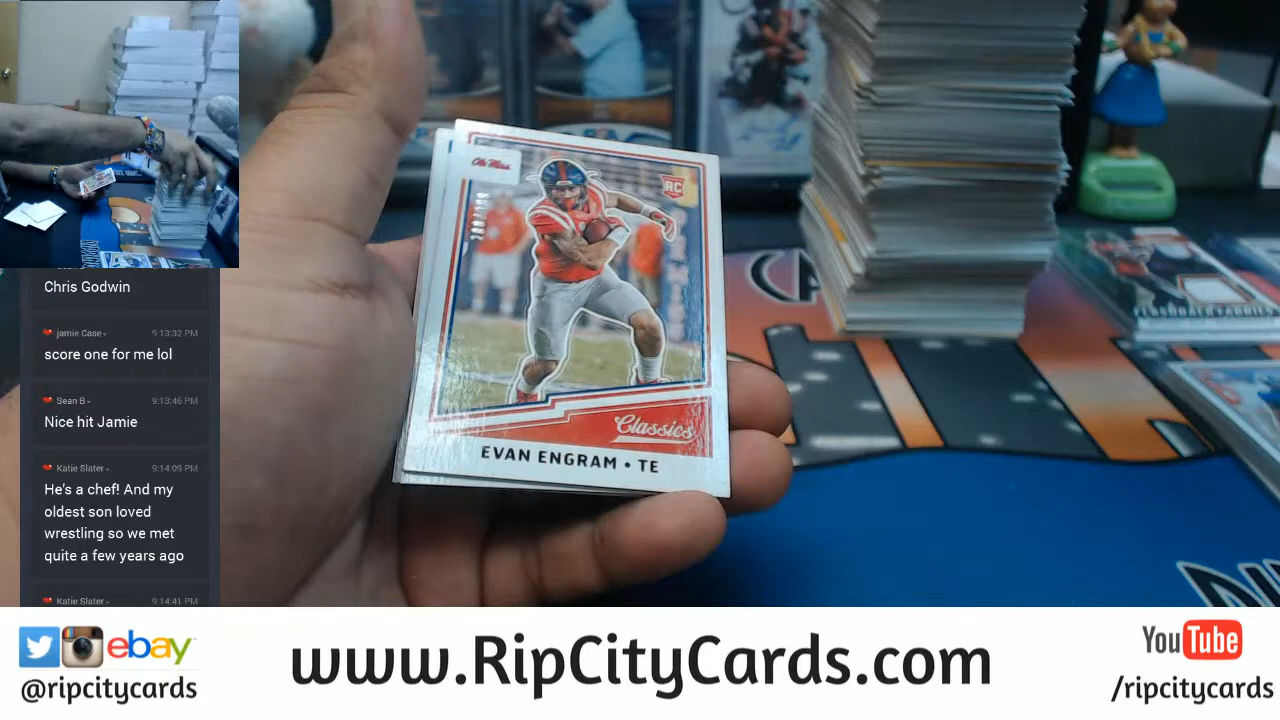 Chris Godwin
jamie Case
9:13:32 PM
score one for me lol
Sean B
9:13:46 PM
Nice hit Jamie
Katie Slater
9:14:09 PM
He's a chef! And my
oldest son loved
wrestling so we met
quite a few years ago
Katie Slater
9:14:41 PM
Ole Miss
RC
Classics
EVAN ENGRAM • TE
ebay
@ripcitycards
www.RipCityCards.com
YouTube
/ripcitycards